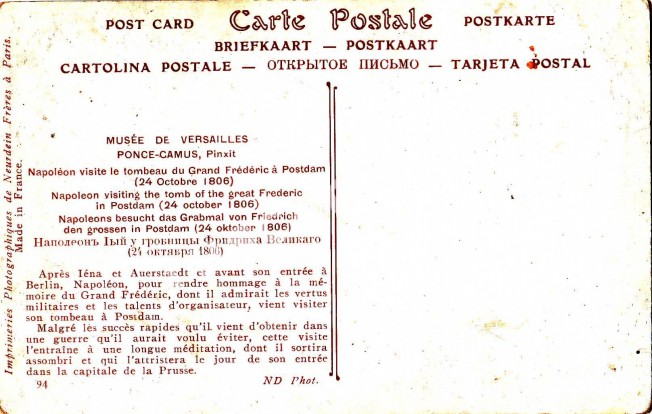 POST CARD Carte Postale POSTKARTE
BRIEFKAART — POSTKAART
CARTOLINA POSTALE — ОТКРЫТОЕ ПИСЬМО — TARJETA POSTAL
MUSÉE DE VERSAILLES
PONCE-CAMUS, Pinxit
Napoléon visite le tombeau du Grand Frédéric à Postdam
(24 Octobre 1806)
Napoleon visiting the tomb of the great Frederic
in Postdam (24 october 1806)
Napoleons besucht das Grabmal von Friedrich
den grossen in Postdam (24 oktober 1806)
Наполеонъ Iый у гробницы Фридриха Великаго
(24 октября 1806)
Après Iéna et Auerstaedt et avant son entrée à
Berlin, Napoléon, pour rendre hommage à la mé-
moire du Grand Frédéric, dont il admirait les vertus
militaires et les talents d'organisateur, vient visiter
son tombeau à Postdam.
Malgré les succès rapides qu'il vient d'obtenir dans
une guerre qu'il aurait voulu éviter, cette visite
l'entraîne à une longue méditation, dont il sortira
assombri et qui l'attristera le jour de son entrée
dans la capitale de la Prusse.
94 ND Phot.
Imprimeries Photographiques de Neurdein Frères à Paris.
Made in France.